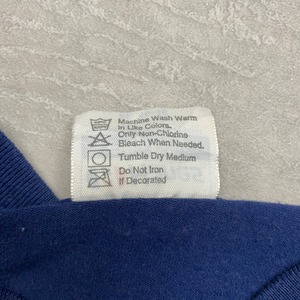 Machine Wash Warm
In Like Colors.
Only Non-Chlorine
Bleach When Needed.
Tumble Dry Medium
Do Not Iron
If Decorated